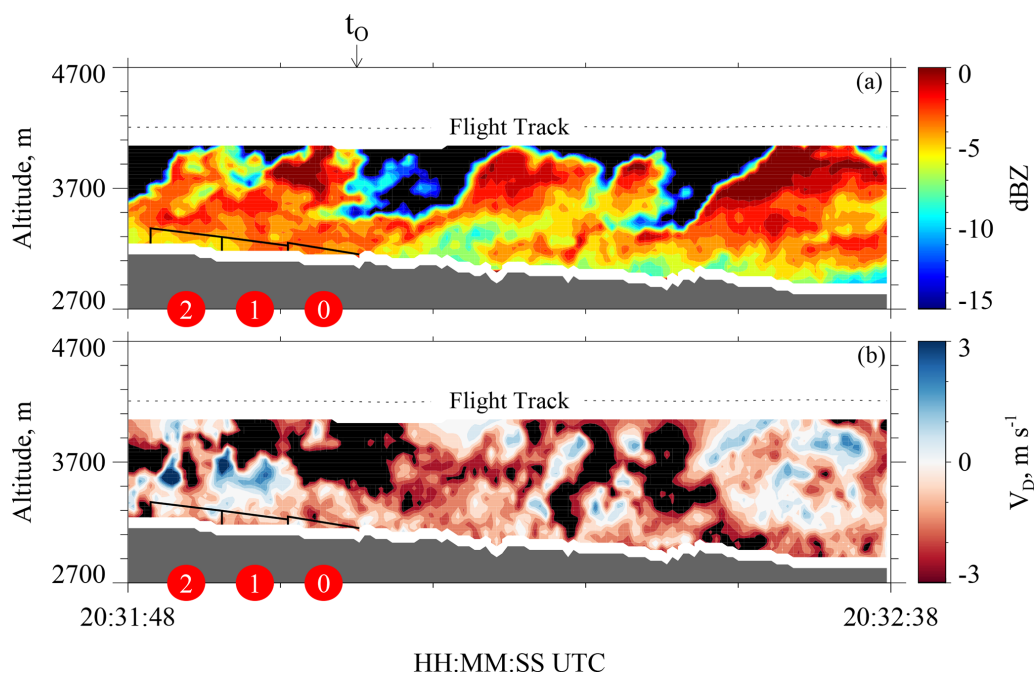 tO
4700
(a)
0
Flight Track
-5
3700
Altitude, m
dBZ
-10
2700
-15
2 1 0
4700
(b)
3
Flight Track
3700
0
Altitude, m
VD, m s-1
2700
-3
2 1 0
20:31:48
20:32:38
HH:MM:SS UTC